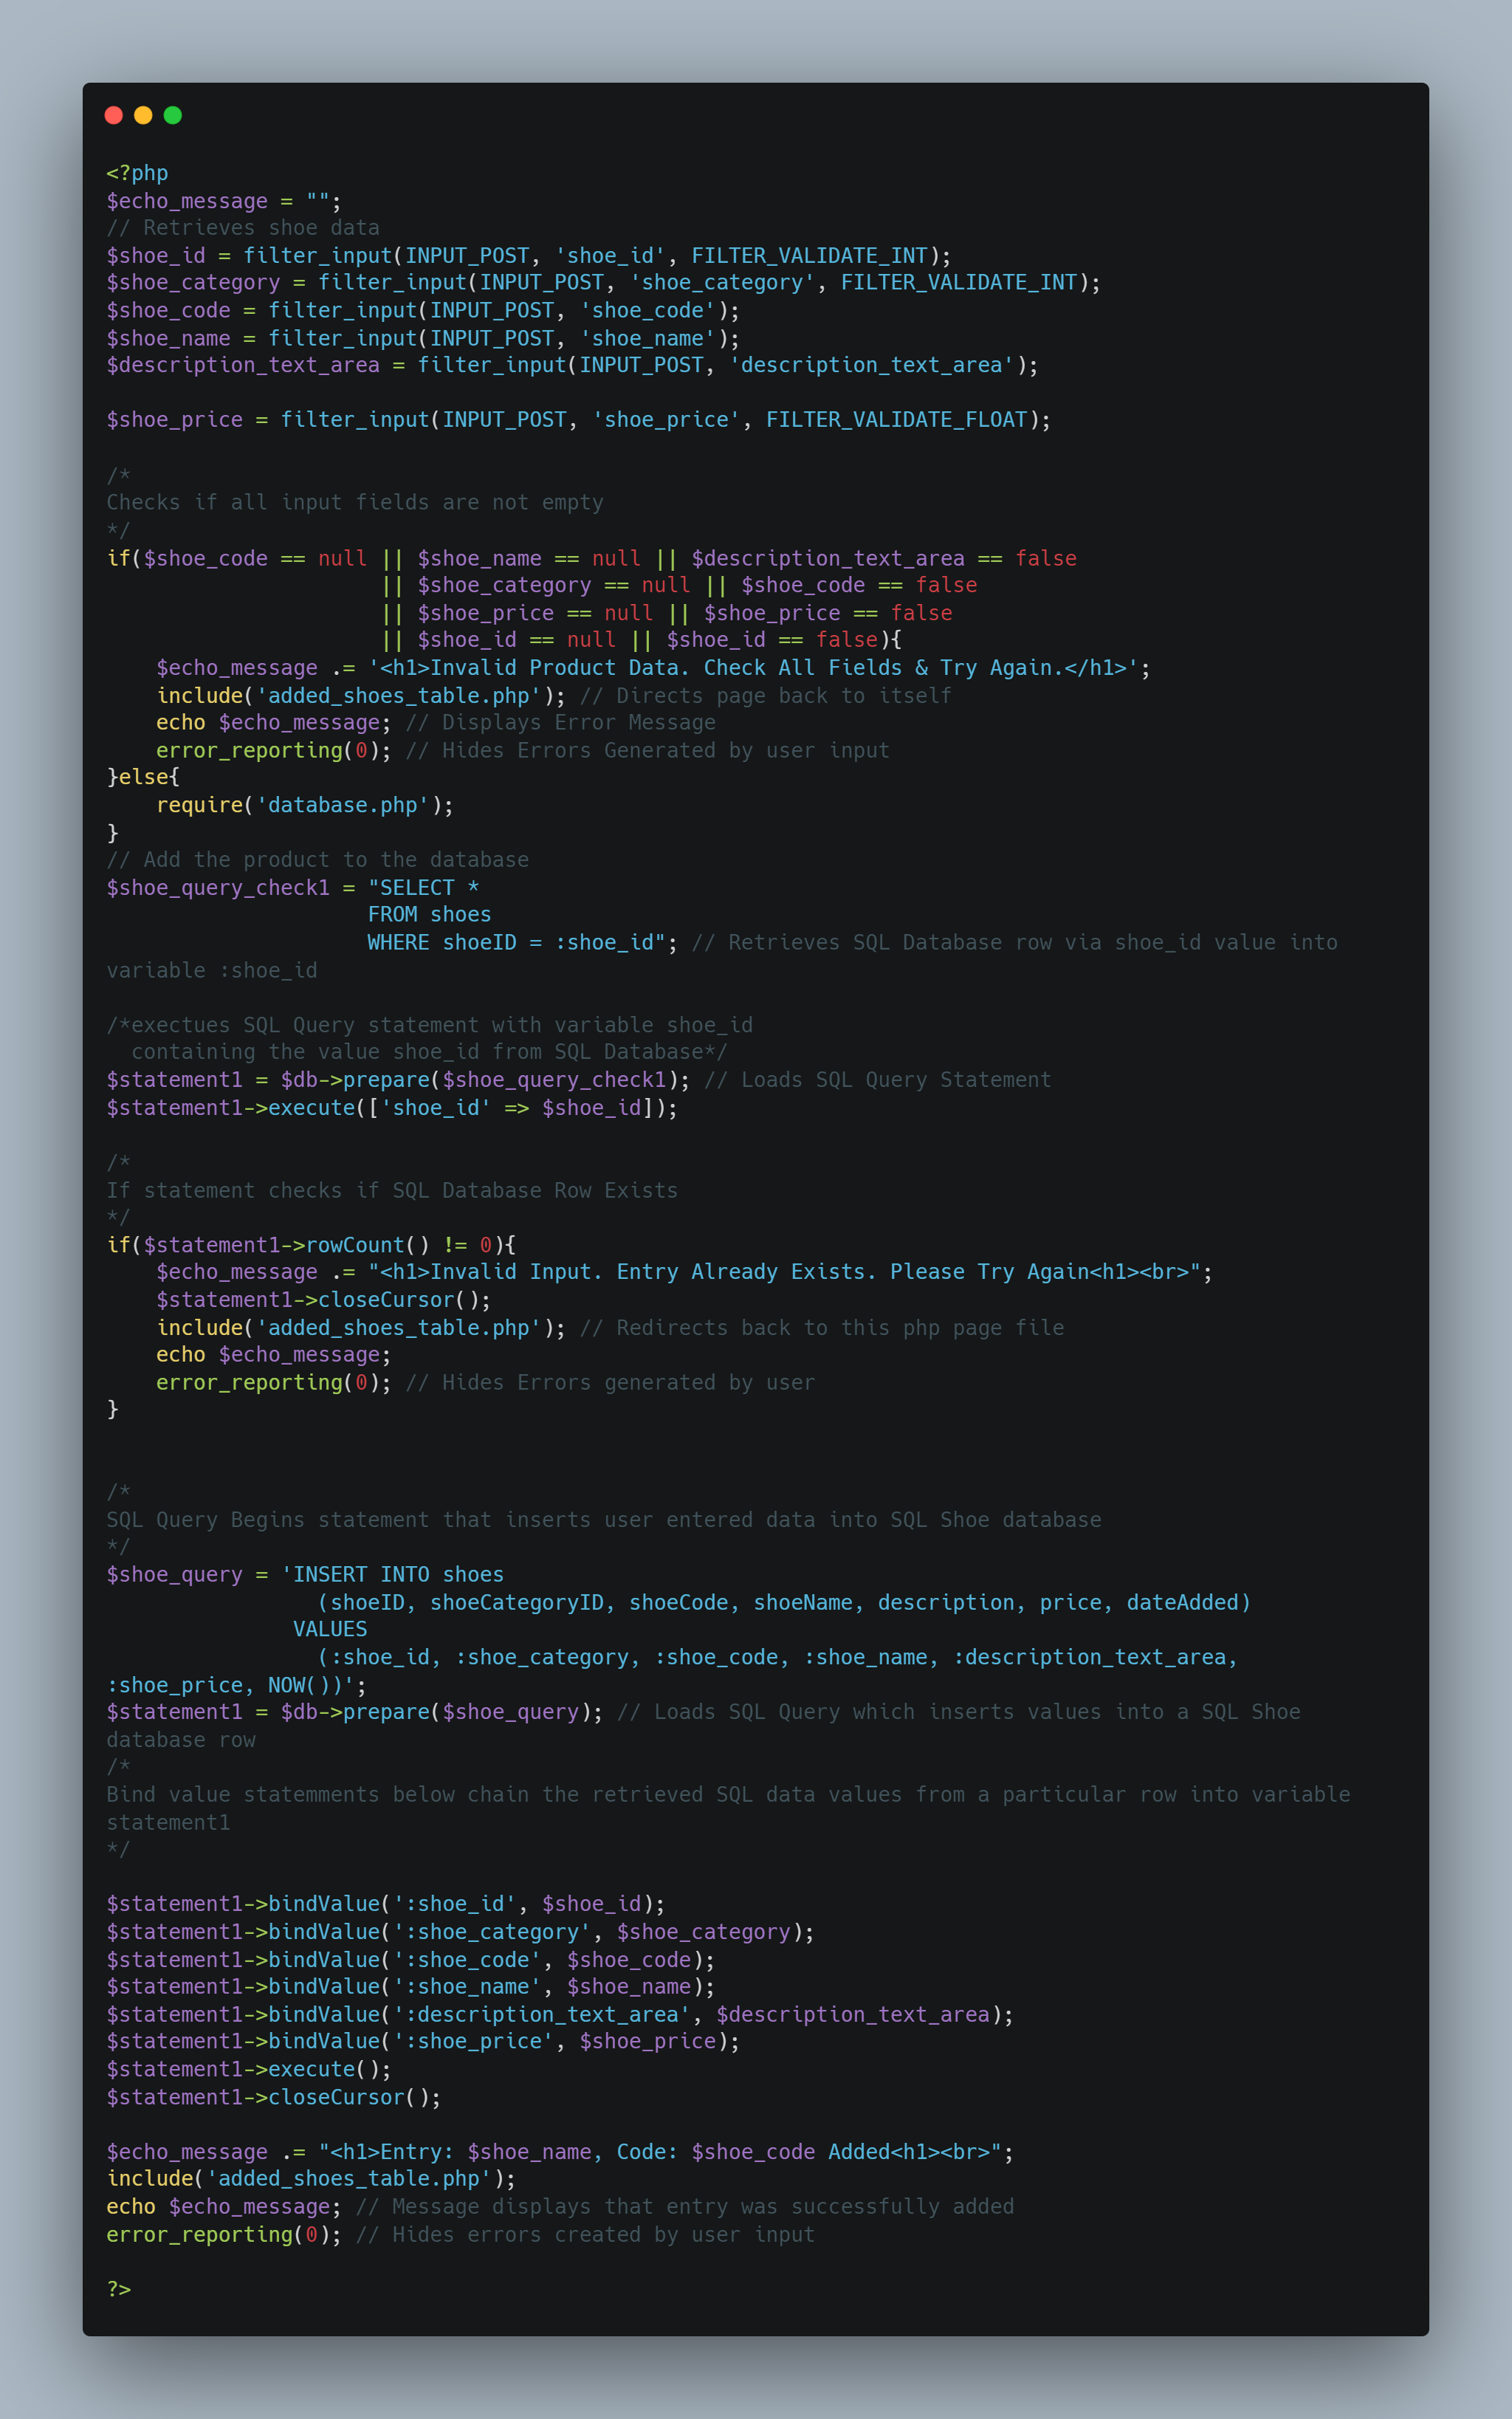 <?php
$echo_message = "";
// Retrieves shoe data
$shoe_id = filter_input(INPUT_POST, 'shoe_id', FILTER_VALIDATE_INT);
$shoe_category = filter_input(INPUT_POST, 'shoe_category', FILTER_VALIDATE_INT);
$shoe_code = filter_input(INPUT_POST, 'shoe_code');
$shoe_name = filter_input(INPUT_POST, 'shoe_name');
$description_text_area = filter_input(INPUT_POST, 'description_text_area');

$shoe_price = filter_input(INPUT_POST, 'shoe_price', FILTER_VALIDATE_FLOAT);

/*
Checks if all input fields are not empty
*/
if($shoe_code == null || $shoe_name == null || $description_text_area == false
                      || $shoe_category == null || $shoe_code == false
                      || $shoe_price == null || $shoe_price == false
                      || $shoe_id == null || $shoe_id == false){
    $echo_message .= '<h1>Invalid Product Data. Check All Fields & Try Again.</h1>';
    include('added_shoes_table.php'); // Directs page back to itself
    echo $echo_message; // Displays Error Message
    error_reporting(0); // Hides Errors Generated by user input
}else{
    require('database.php');
}
// Add the product to the database
$shoe_query_check1 = "SELECT *
                     FROM shoes
                     WHERE shoeID = :shoe_id"; // Retrieves SQL Database row via shoe_id value into
variable :shoe_id

/*exectues SQL Query statement with variable shoe_id
  containing the value shoe_id from SQL Database*/
$statement1 = $db->prepare($shoe_query_check1); // Loads SQL Query Statement
$statement1->execute(['shoe_id' => $shoe_id]);

/*
If statement checks if SQL Database Row Exists
*/
if($statement1->rowCount() != 0){
    $echo_message .= "<h1>Invalid Input. Entry Already Exists. Please Try Again<h1><br>";
    $statement1->closeCursor();
    include('added_shoes_table.php'); // Redirects back to this php page file
    echo $echo_message;
    error_reporting(0); // Hides Errors generated by user
}

/*
SQL Query Begins statement that inserts user entered data into SQL Shoe database
*/
$shoe_query = 'INSERT INTO shoes
                 (shoeID, shoeCategoryID, shoeCode, shoeName, description, price, dateAdded)
               VALUES
                 (:shoe_id, :shoe_category, :shoe_code, :shoe_name, :description_text_area,
:shoe_price, NOW())';
$statement1 = $db->prepare($shoe_query); // Loads SQL Query which inserts values into a SQL Shoe
database row
/*
Bind value statemments below chain the retrieved SQL data values from a particular row into variable
statement1
*/

$statement1->bindValue(':shoe_id', $shoe_id);
$statement1->bindValue(':shoe_category', $shoe_category);
$statement1->bindValue(':shoe_code', $shoe_code);
$statement1->bindValue(':shoe_name', $shoe_name);
$statement1->bindValue(':description_text_area', $description_text_area);
$statement1->bindValue(':shoe_price', $shoe_price);
$statement1->execute();
$statement1->closeCursor();

$echo_message .= "<h1>Entry: $shoe_name, Code: $shoe_code Added<h1><br>";
include('added_shoes_table.php');
echo $echo_message; // Message displays that entry was successfully added
error_reporting(0); // Hides errors created by user input

?>